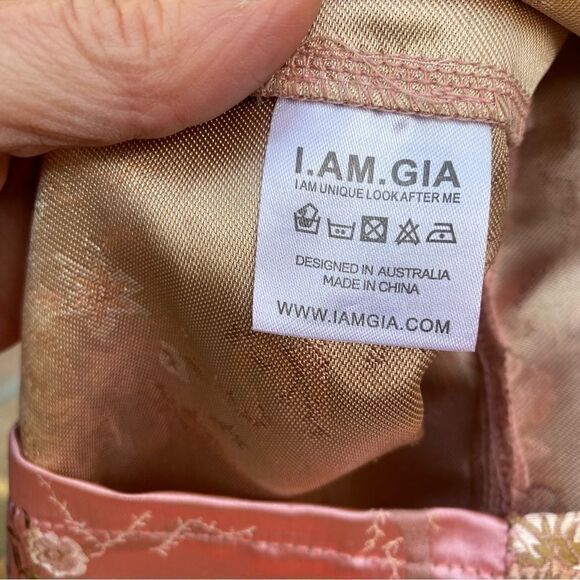 I.AM.GIA
I AM UNIQUE LOOK AFTER ME
DESIGNED IN AUSTRALIA
MADE IN CHINA
WWW.IAMGIA.COM